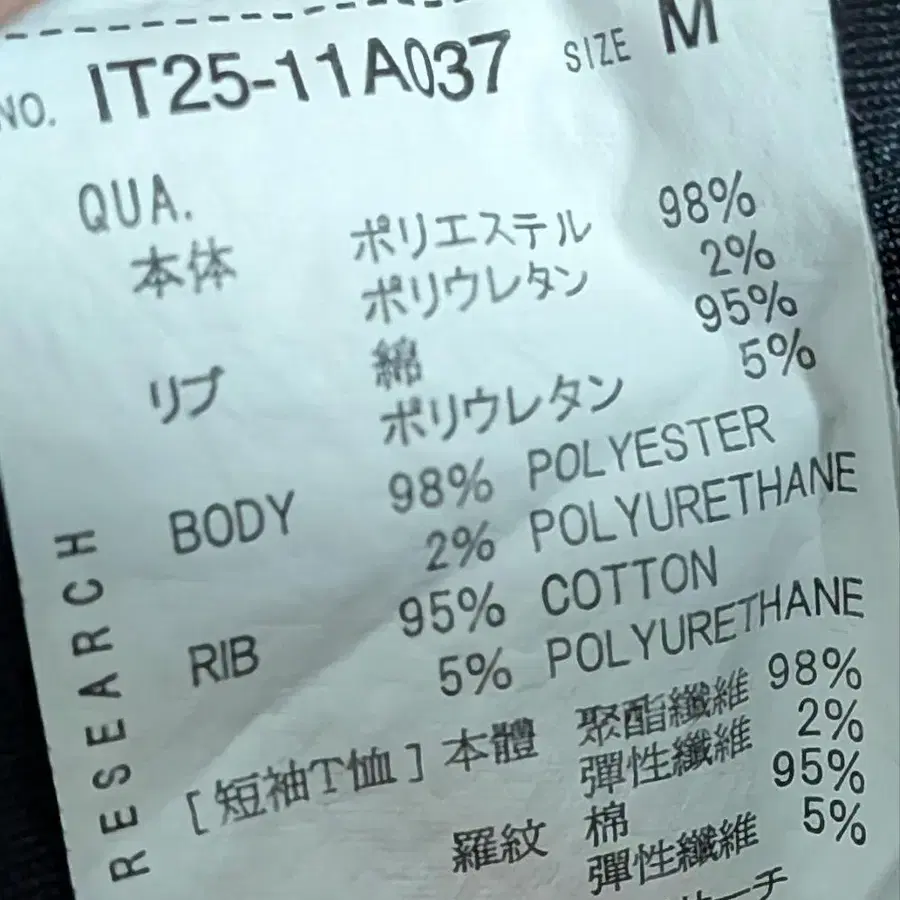 NO. IT25-11A037 SIZE M
QUA.
本体 ポリエステル 98%
ポリウレタン 2%
リブ 綿 95%
ポリウレタン 5%
BODY 98% POLYESTER
2% POLYURETHANE
RIB 95% COTTON
5% POLYURETHANE
[短袖T恤] 本體 聚酯纖維 98%
彈性纖維 2%
羅紋 棉 95%
彈性纖維 5%
RESEARCH